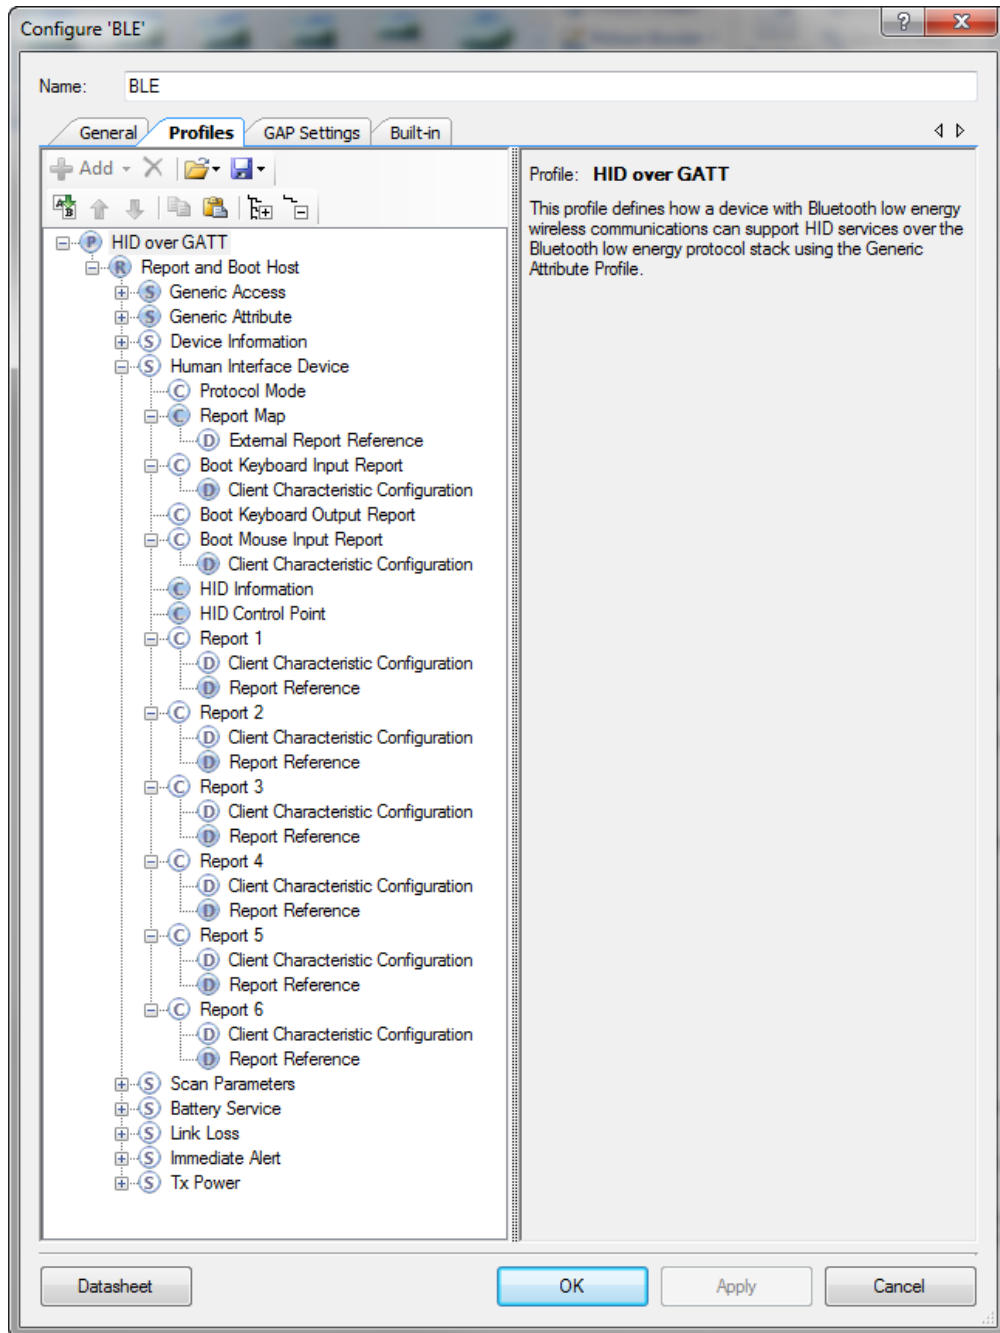 Configure 'BLE'
Name: BLE
General Profiles GAP Settings Built-in
Add
P HID over GATT
R Report and Boot Host
S Generic Access
S Generic Attribute
S Device Information
S Human Interface Device
C Protocol Mode
C Report Map
D External Report Reference
C Boot Keyboard Input Report
D Client Characteristic Configuration
C Boot Keyboard Output Report
C Boot Mouse Input Report
D Client Characteristic Configuration
C HID Information
C HID Control Point
C Report 1
D Client Characteristic Configuration
D Report Reference
C Report 2
D Client Characteristic Configuration
D Report Reference
C Report 3
D Client Characteristic Configuration
D Report Reference
C Report 4
D Client Characteristic Configuration
D Report Reference
C Report 5
D Client Characteristic Configuration
D Report Reference
C Report 6
D Client Characteristic Configuration
D Report Reference
S Scan Parameters
S Battery Service
S Link Loss
S Immediate Alert
S Tx Power
Profile: HID over GATT
This profile defines how a device with Bluetooth low energy
wireless communications can support HID services over the
Bluetooth low energy protocol stack using the Generic
Attribute Profile.
Datasheet OK Apply Cancel